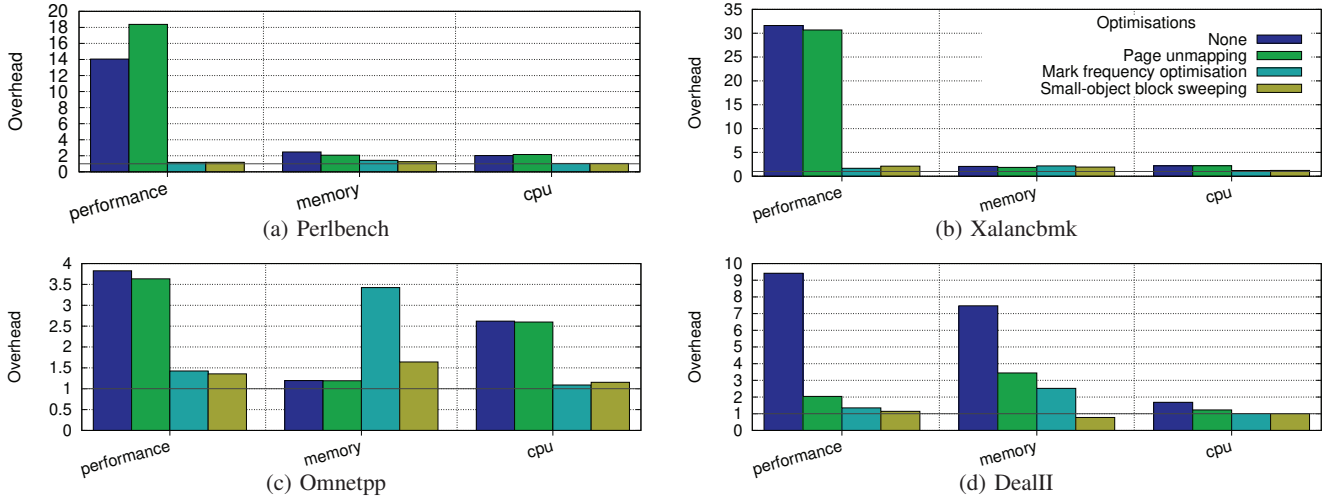 Overhead
20
18
16
14
12
10
8
6
4
2
0
performance
memory
cpu
(a) Perlbench
Overhead
35
30
25
20
15
10
5
0
Optimisations
None
Page unmapping
Mark frequency optimisation
Small-object block sweeping
performance
memory
cpu
(b) Xalancbmk
Overhead
4
3.5
3
2.5
2
1.5
1
0.5
0
performance
memory
cpu
(c) Omnetpp
Overhead
10
9
8
7
6
5
4
3
2
1
0
performance
memory
cpu
(d) DealII